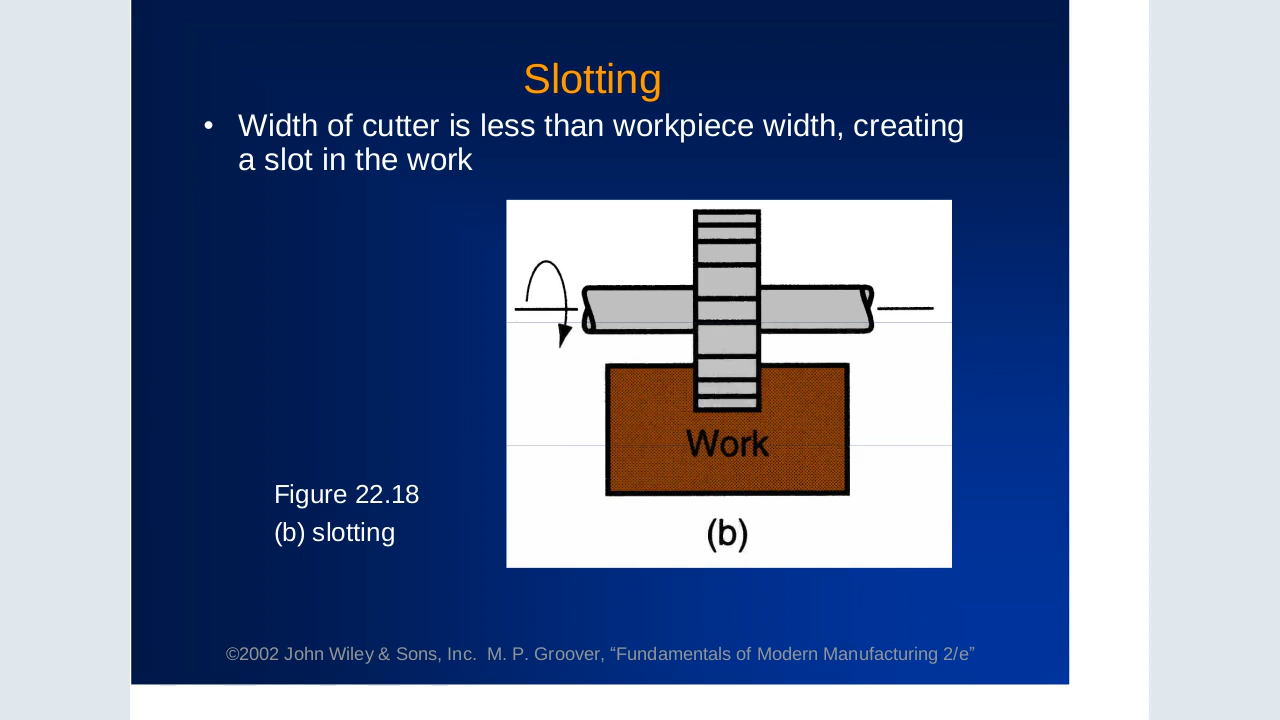 Slotting
• Width of cutter is less than workpiece width, creating
a slot in the work
Work
(b)
Figure 22.18
(b) slotting
©2002 John Wiley & Sons, Inc.  M. P. Groover, “Fundamentals of Modern Manufacturing 2/e”